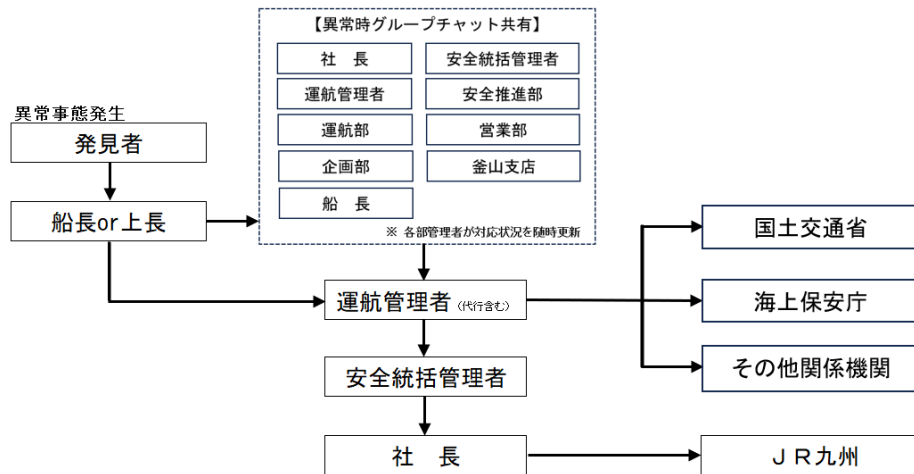 【異常時グループチャット共有】
社　長
安全統括管理者
運航管理者
安全推進部
運航部
営業部
企画部
釜山支店
船　長
※ 各部管理者が対応状況を随時更新
異常事態発生
発見者
船長or上長
運航管理者（代行含む）
安全統括管理者
社　長
国土交通省
海上保安庁
その他関係機関
ＪＲ九州